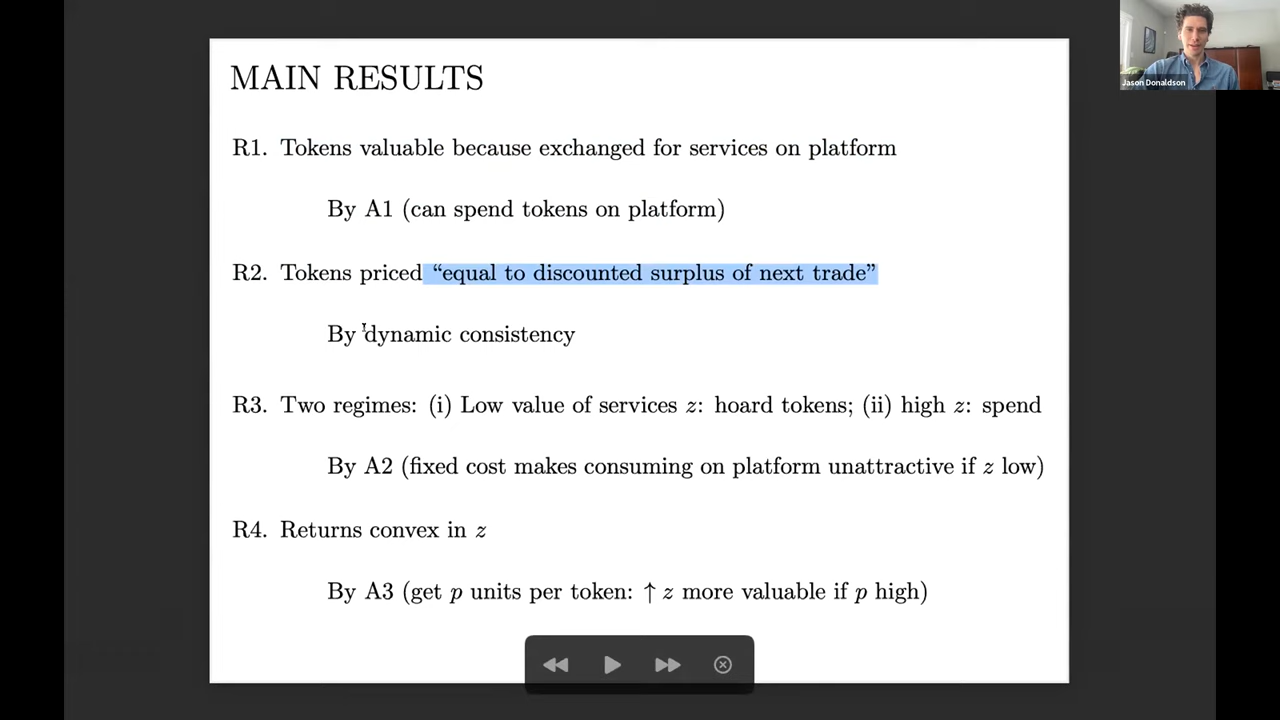 MAIN RESULTS
Jason Donaldson
R1. Tokens valuable because exchanged for services on platform
By A1 (can spend tokens on platform)
R2. Tokens priced “equal to discounted surplus of next trade”
By dynamic consistency
R3. Two regimes: (i) Low value of services z: hoard tokens; (ii) high z: spend
By A2 (fixed cost makes consuming on platform unattractive if z low)
R4. Returns convex in z
By A3 (get p units per token: ↑ z more valuable if p high)